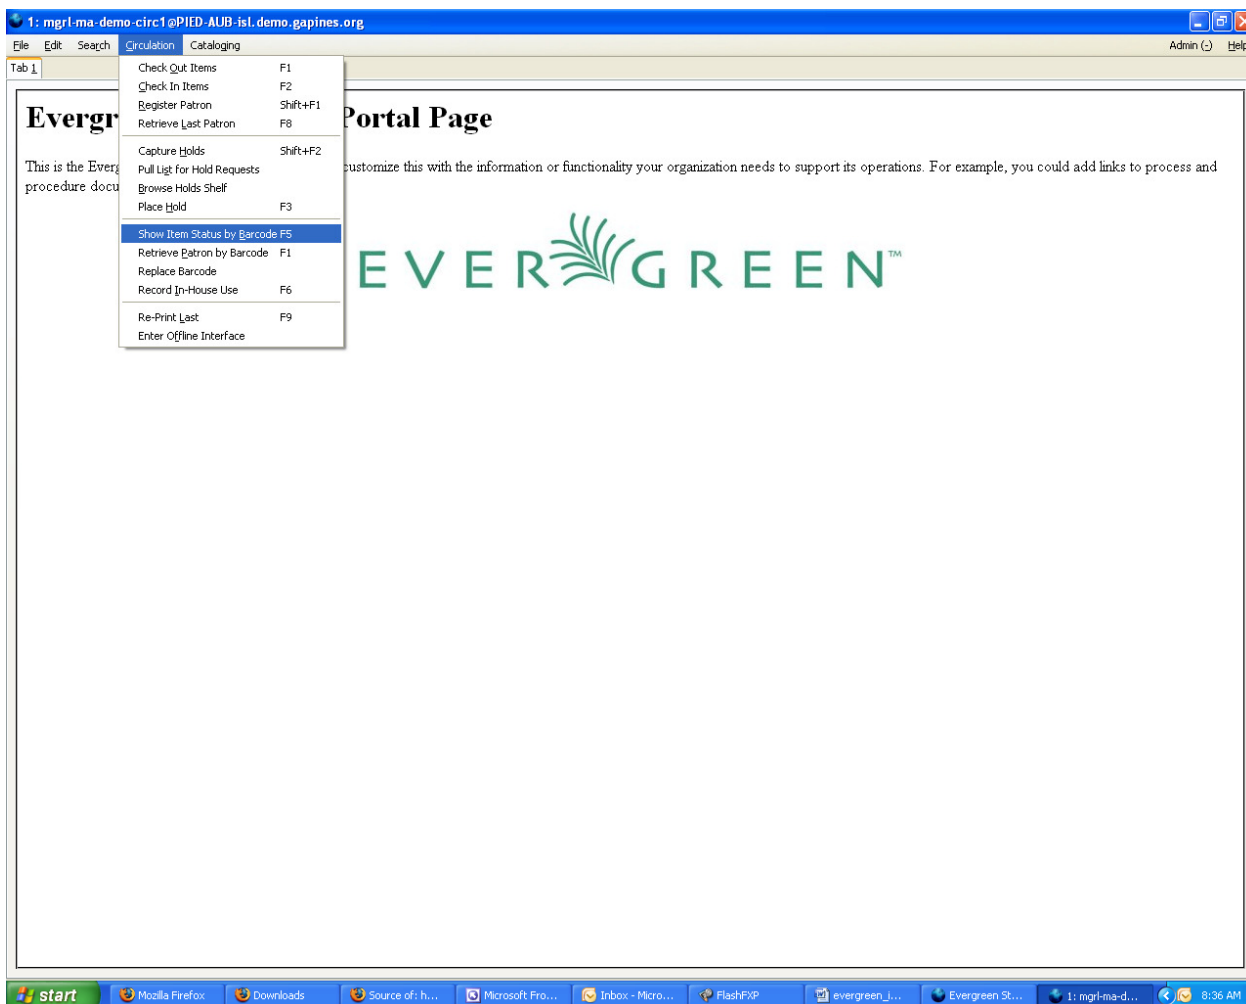 1: mgrl-ma-demo-circ1@PIED-AUB-isl.demo.gapines.org
File Edit Search Circulation Cataloging Admin (-) Help
Tab 1
Check Out Items F1
Check In Items F2
Register Patron Shift+F1
Retrieve Last Patron F8
Capture Holds Shift+F2
Pull List for Hold Requests
Browse Holds Shelf
Place Hold F3
Show Item Status by Barcode F5
Retrieve Patron by Barcode F1
Replace Barcode
Record In-House Use F6
Re-Print Last F9
Enter Offline Interface
Evergr Portal Page
This is the Everg customize this with the information or functionality your organization needs to support its operations. For example, you could add links to process and
procedure docu
EVERGREEN™
start Mozilla Firefox Downloads Source of: h... Microsoft Fro... Inbox - Micro... FlashFXP evergreen_i... Evergreen St... 1: mgrl-ma-d... 8:36 AM